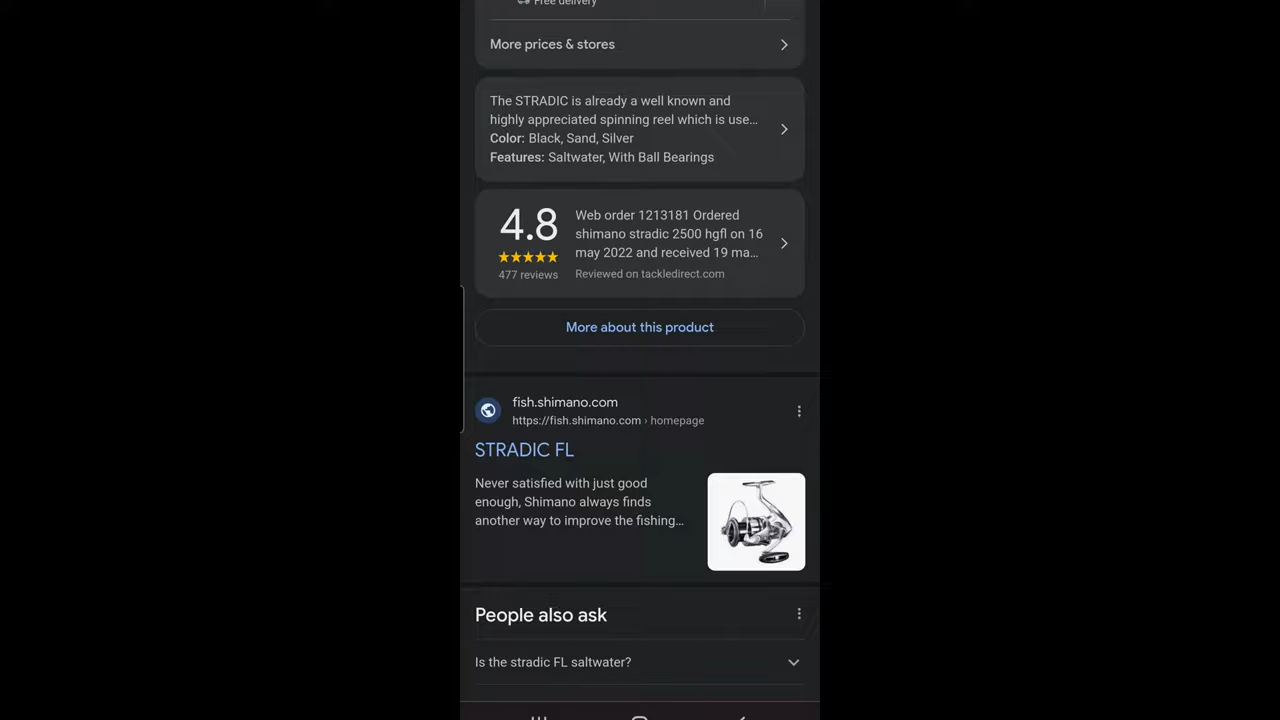 Free delivery
More prices & stores
The STRADIC is already a well known and
highly appreciated spinning reel which is use…
Color: Black, Sand, Silver
Features: Saltwater, With Ball Bearings
4.8
477 reviews
Web order 1213181 Ordered
shimano stradic 2500 hgfl on 16
may 2022 and received 19 ma…
Reviewed on tackledirect.com
More about this product
fish.shimano.com
https://fish.shimano.com › homepage
STRADIC FL
Never satisfied with just good
enough, Shimano always finds
another way to improve the fishing…
People also ask
Is the stradic FL saltwater?